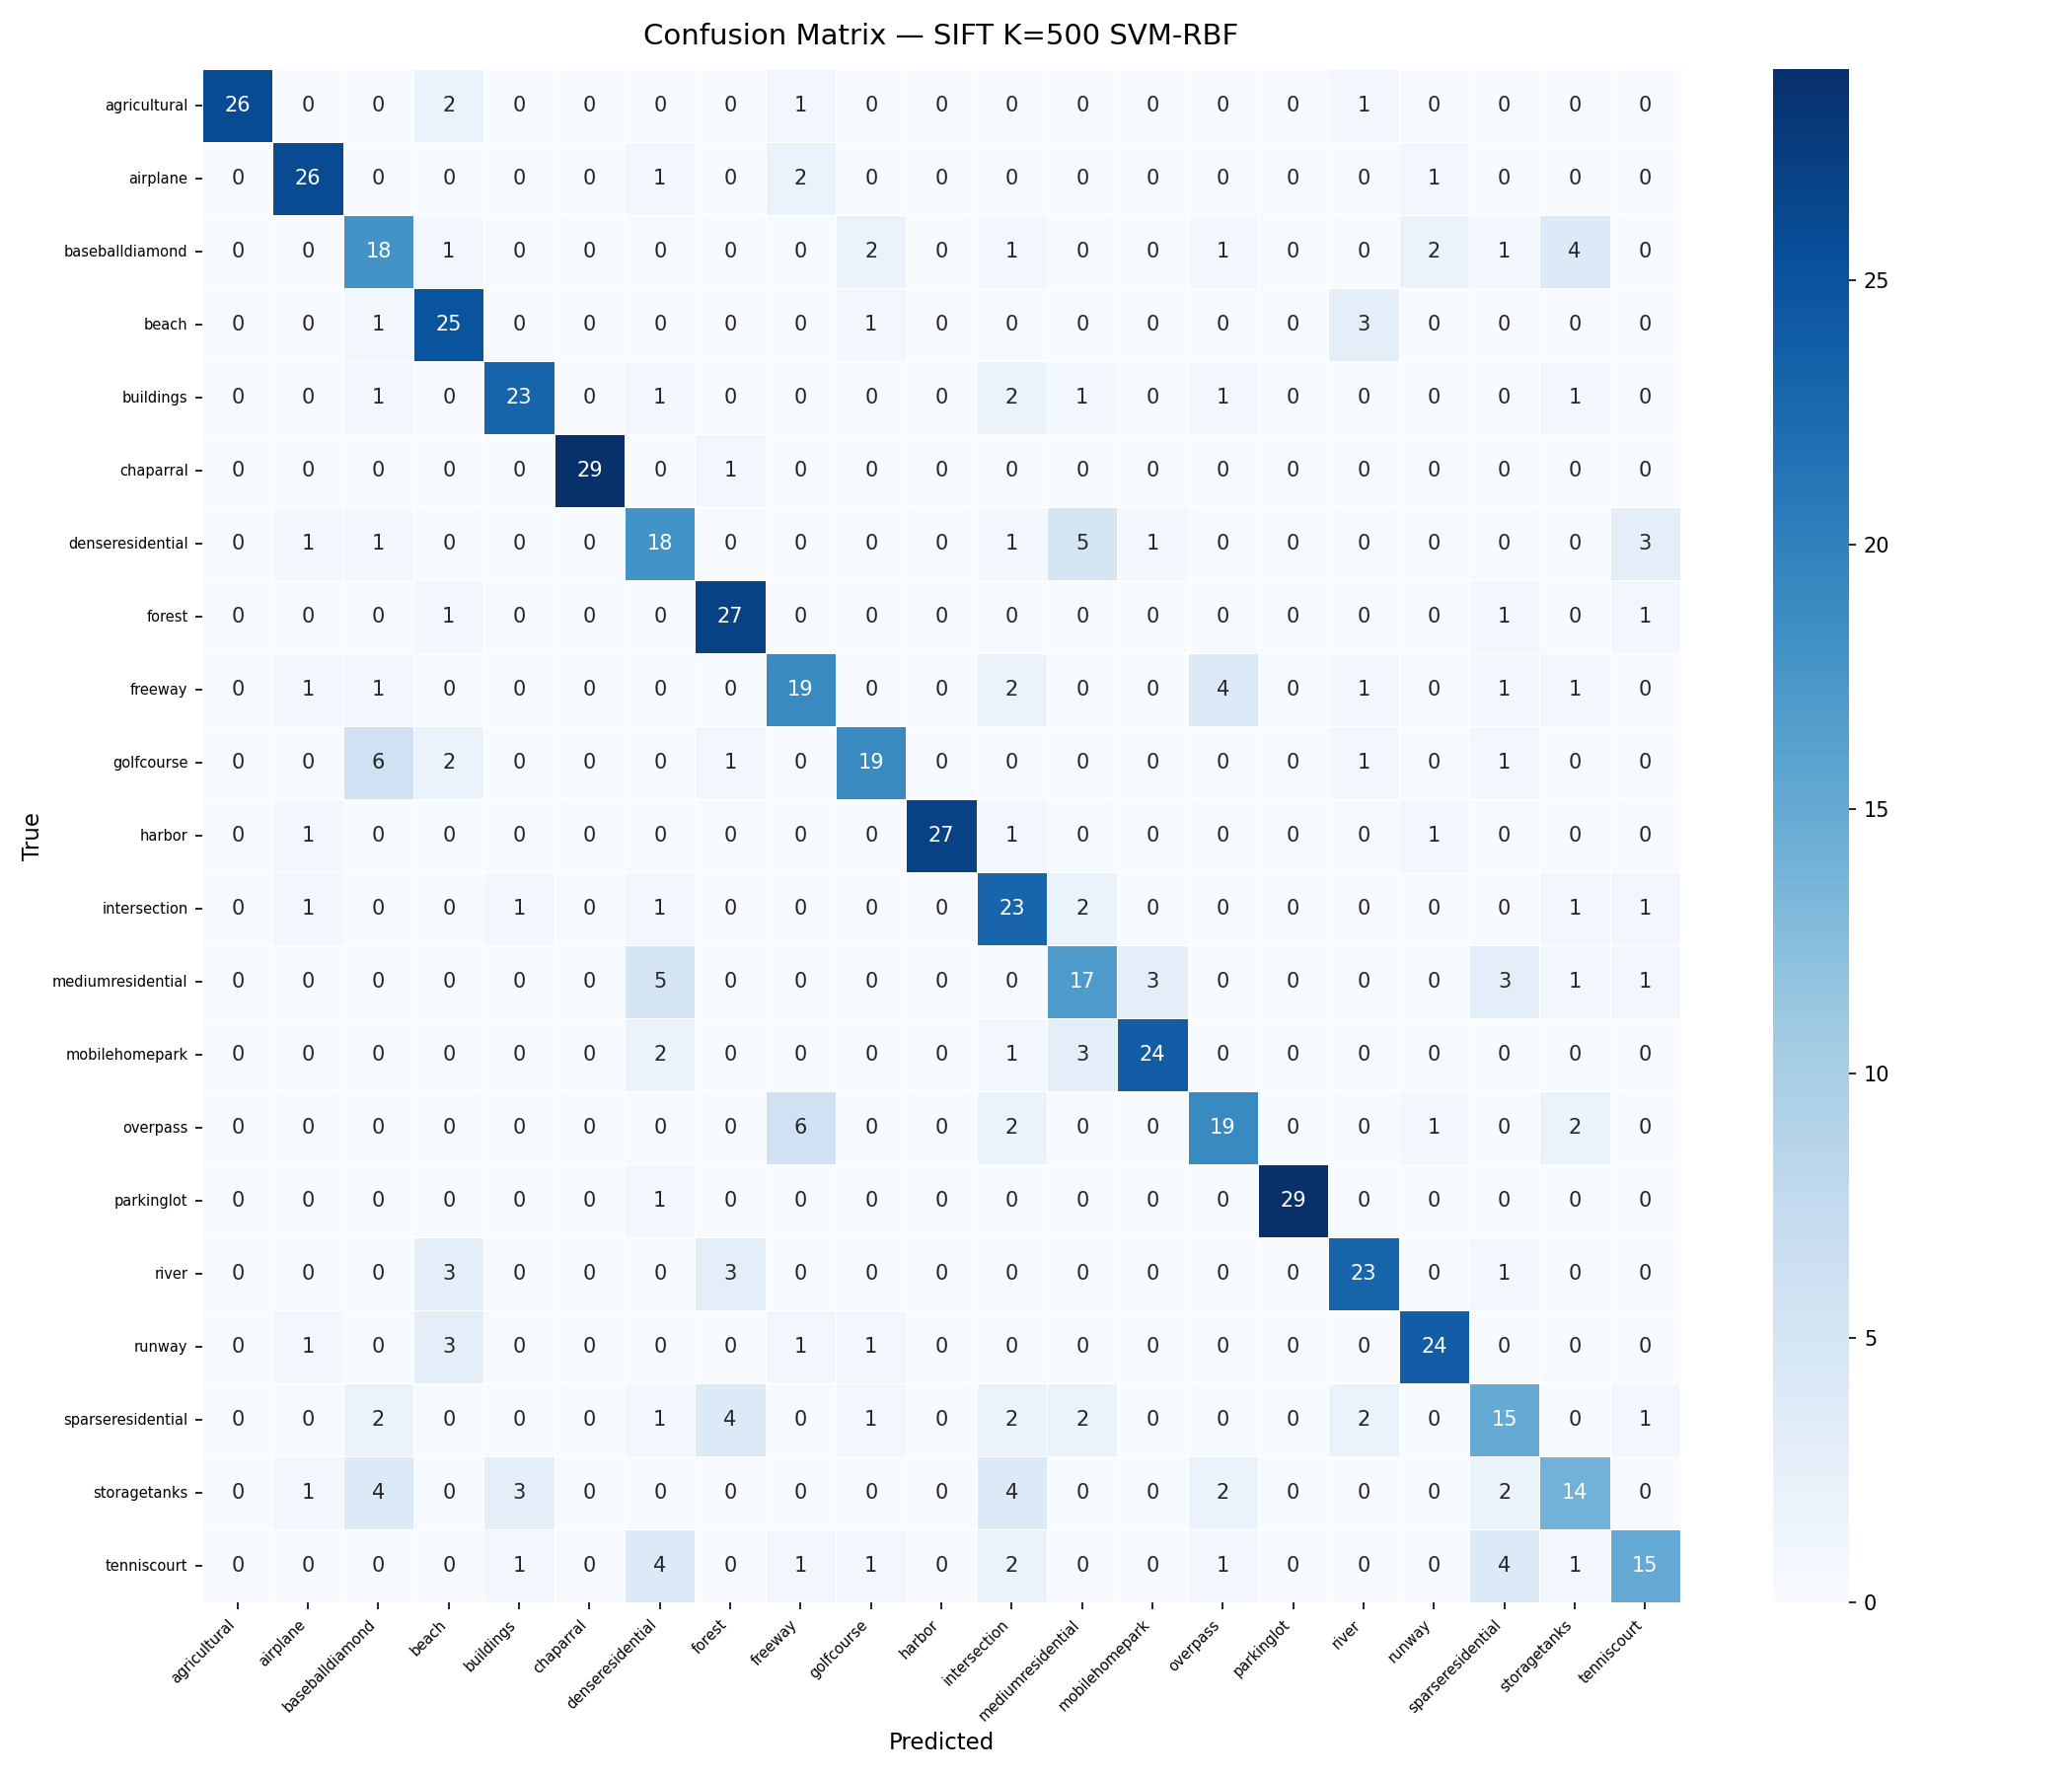 Confusion Matrix — SIFT K=500 SVM-RBF
agricultural 26 0 0 2 0 0 0 0 1 0 0 0 0 0 0 0 1 0 0 0 0
airplane 0 26 0 0 0 0 1 0 2 0 0 0 0 0 0 0 0 1 0 0 0
baseballdiamond 0 0 18 1 0 0 0 0 0 2 0 1 0 0 1 0 0 2 1 4 0
beach 0 0 1 25 0 0 0 0 0 1 0 0 0 0 0 0 3 0 0 0 0
buildings 0 0 1 0 23 0 1 0 0 0 0 2 1 0 1 0 0 0 0 1 0
chaparral 0 0 0 0 0 29 0 1 0 0 0 0 0 0 0 0 0 0 0 0 0
denseresidential 0 1 1 0 0 0 18 0 0 0 0 1 5 1 0 0 0 0 0 0 3
forest 0 0 0 1 0 0 0 27 0 0 0 0 0 0 0 0 0 0 1 0 1
freeway 0 1 1 0 0 0 0 0 19 0 0 2 0 0 4 0 1 0 1 1 0
golfcourse 0 0 6 2 0 0 0 1 0 19 0 0 0 0 0 0 1 0 1 0 0
harbor 0 1 0 0 0 0 0 0 0 0 27 1 0 0 0 0 0 1 0 0 0
intersection 0 1 0 0 1 0 1 0 0 0 0 23 2 0 0 0 0 0 0 1 1
mediumresidential 0 0 0 0 0 0 5 0 0 0 0 0 17 3 0 0 0 0 3 1 1
mobilehomepark 0 0 0 0 0 0 2 0 0 0 0 1 3 24 0 0 0 0 0 0 0
overpass 0 0 0 0 0 0 0 0 6 0 0 2 0 0 19 0 0 1 0 2 0
parkinglot 0 0 0 0 0 0 1 0 0 0 0 0 0 0 0 29 0 0 0 0 0
river 0 0 0 3 0 0 0 3 0 0 0 0 0 0 0 0 23 0 1 0 0
runway 0 1 0 3 0 0 0 0 1 1 0 0 0 0 0 0 0 24 0 0 0
sparseresidential 0 0 2 0 0 0 1 4 0 1 0 2 2 0 0 0 2 0 15 0 1
storagetanks 0 1 4 0 3 0 0 0 0 0 0 4 0 0 2 0 0 0 2 14 0
tenniscourt 0 0 0 0 1 0 4 0 1 1 0 2 0 0 1 0 0 0 4 1 15
True
agricultural airplane baseballdiamond beach buildings chaparral denseresidential forest freeway golfcourse harbor intersection mediumresidential mobilehomepark overpass parkinglot river runway sparseresidential storagetanks tenniscourt
Predicted
25
20
15
10
5
0